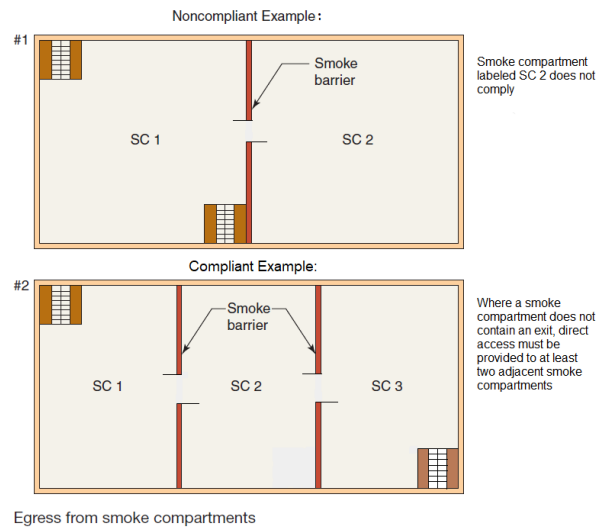 Noncompliant Example:
#1
Smoke
barrier
Smoke compartment
labeled SC 2 does not
comply
SC 1
SC 2
Compliant Example:
#2
Smoke
barrier
Where a smoke
compartment does not
contain an exit, direct
access must be
provided to at least
two adjacent smoke
compartments
SC 1
SC 2
SC 3
Egress from smoke compartments